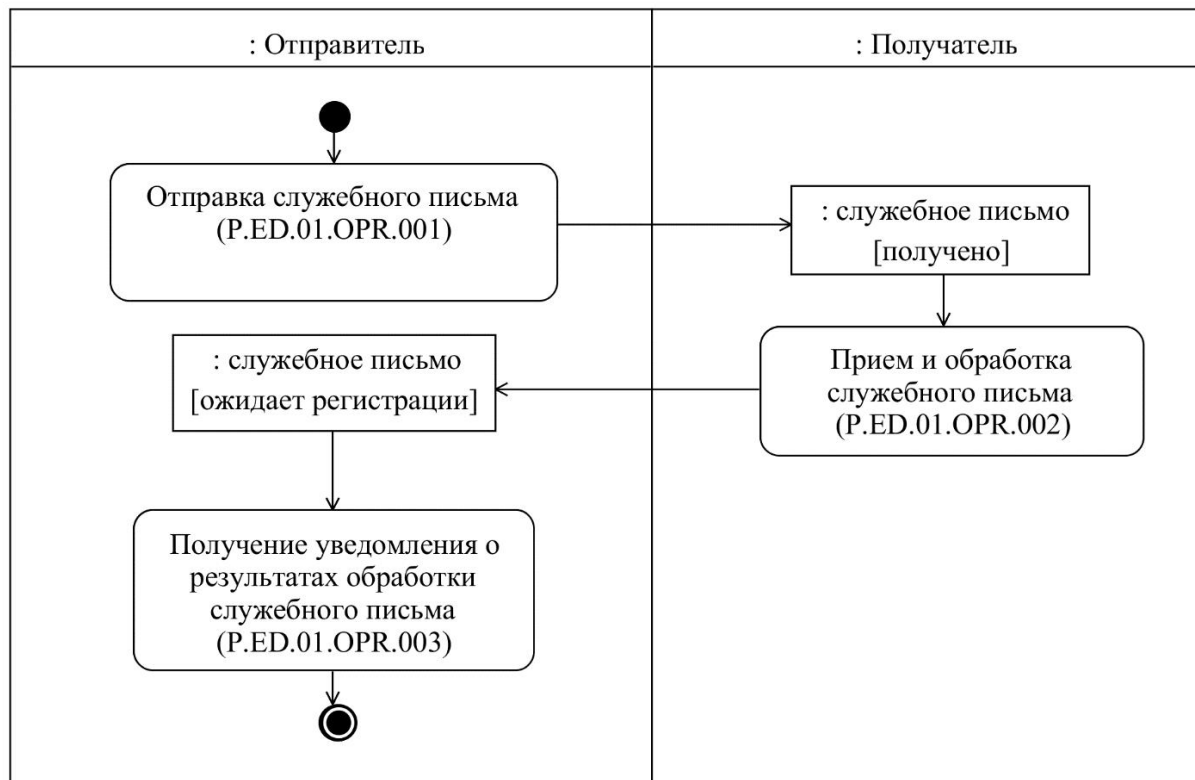 : Отправитель
: Получатель
Отправка служебного письма
(P.ED.01.OPR.001)
: служебное письмо
[получено]
: служебное письмо
[ожидает регистрации]
Прием и обработка
служебного письма
(P.ED.01.OPR.002)
Получение уведомления о
результатах обработки
служебного письма
(P.ED.01.OPR.003)